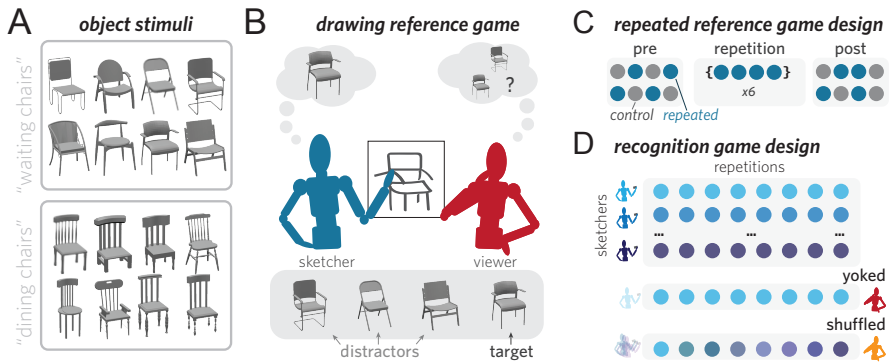 A
object stimuli
“waiting chairs”
“dining chairs”
B
drawing reference game
?
sketcher
viewer
distractors
target
C
repeated reference game design
pre
repetition
post
{ }
x6
control
repeated
D
recognition game design
repetitions
sketchers
... ... ...
yoked
shuffled